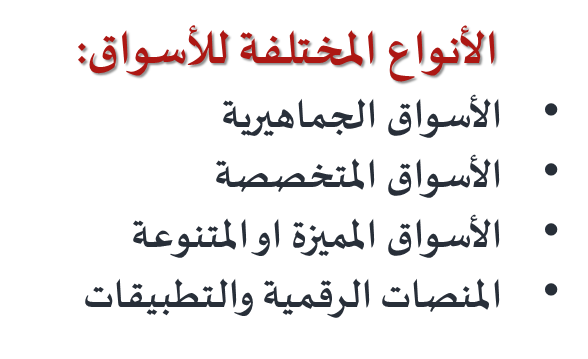 الأنواع المختلفة للأسواق:
• الأسواق الجماهيرية
• الأسواق المتخصصة
• الأسواق المميزة او المتنوعة
• المنصات الرقمية والتطبيقات